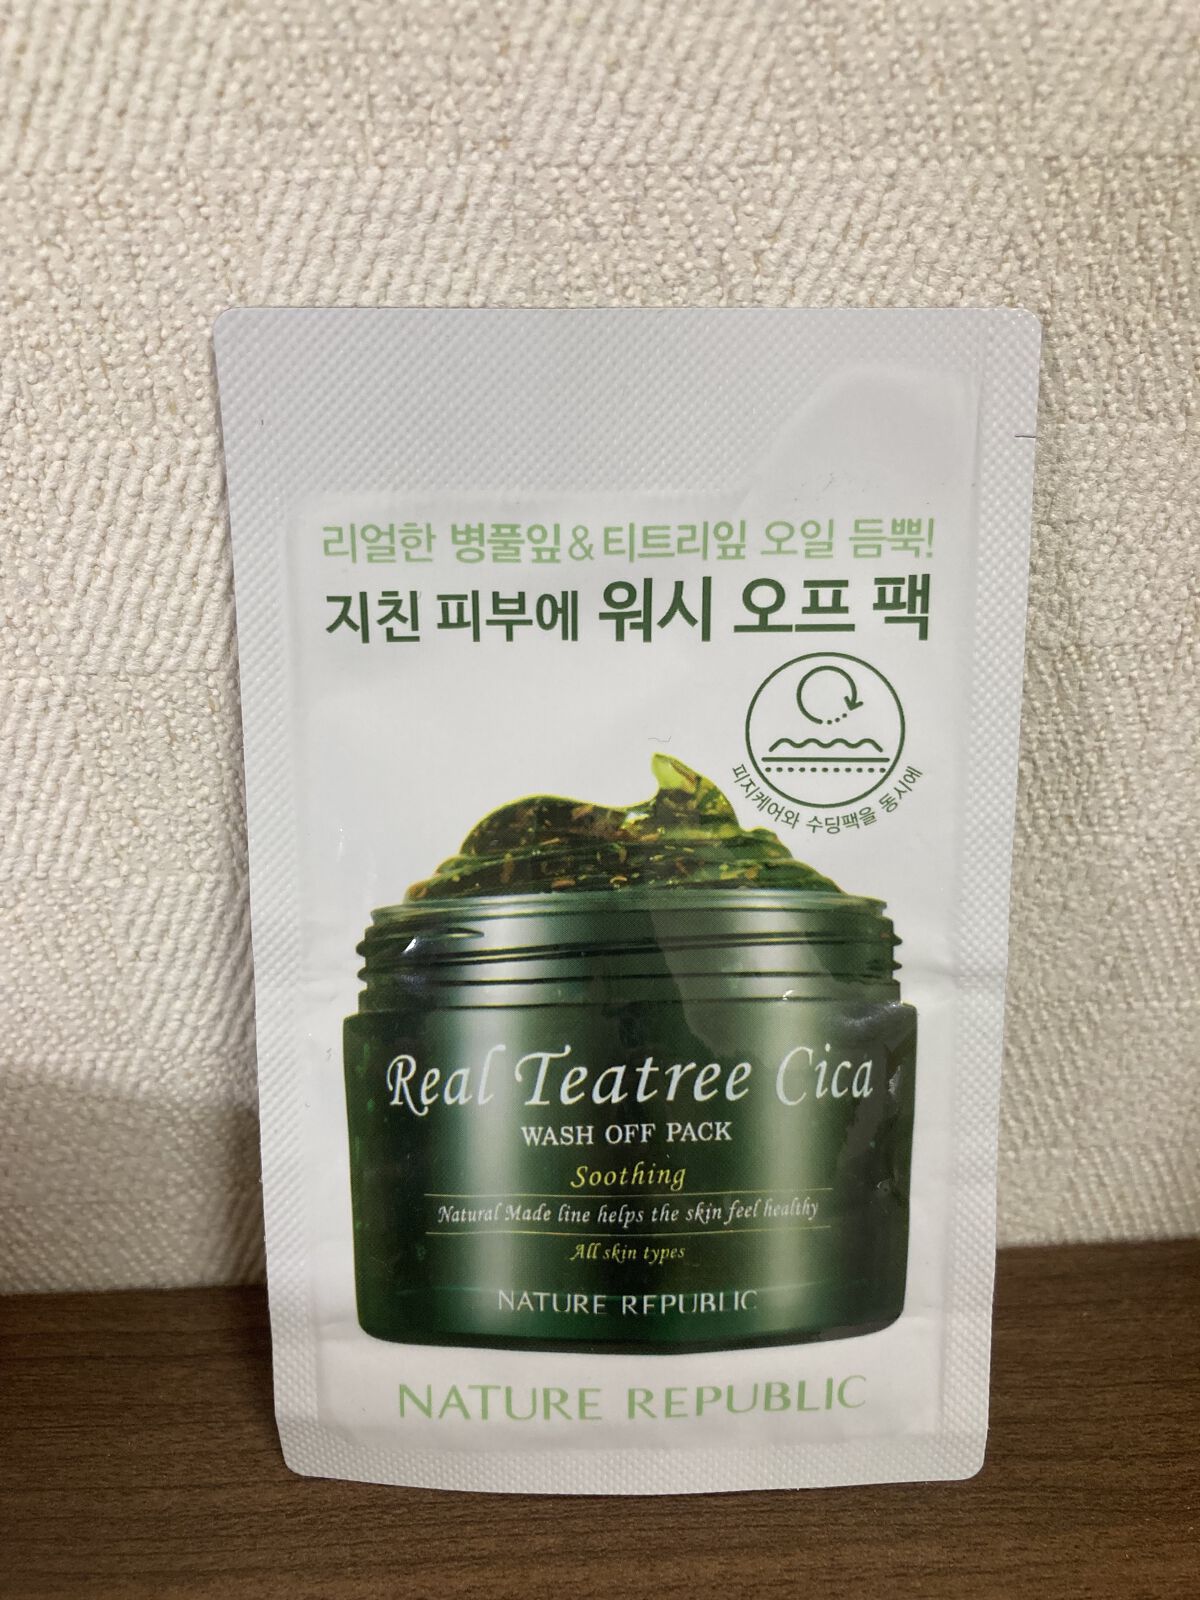 리얼한 병풀잎&티트리잎 오일 듬뿍!
지친 피부에 워시 오프 팩
피지케어와 수딩팩을 동시에
Real Teatree Cica
WASH OFF PACK
Soothing
Natural Made line helps the skin feel healthy
All skin types
NATURE REPUBLIC
NATURE REPUBLIC